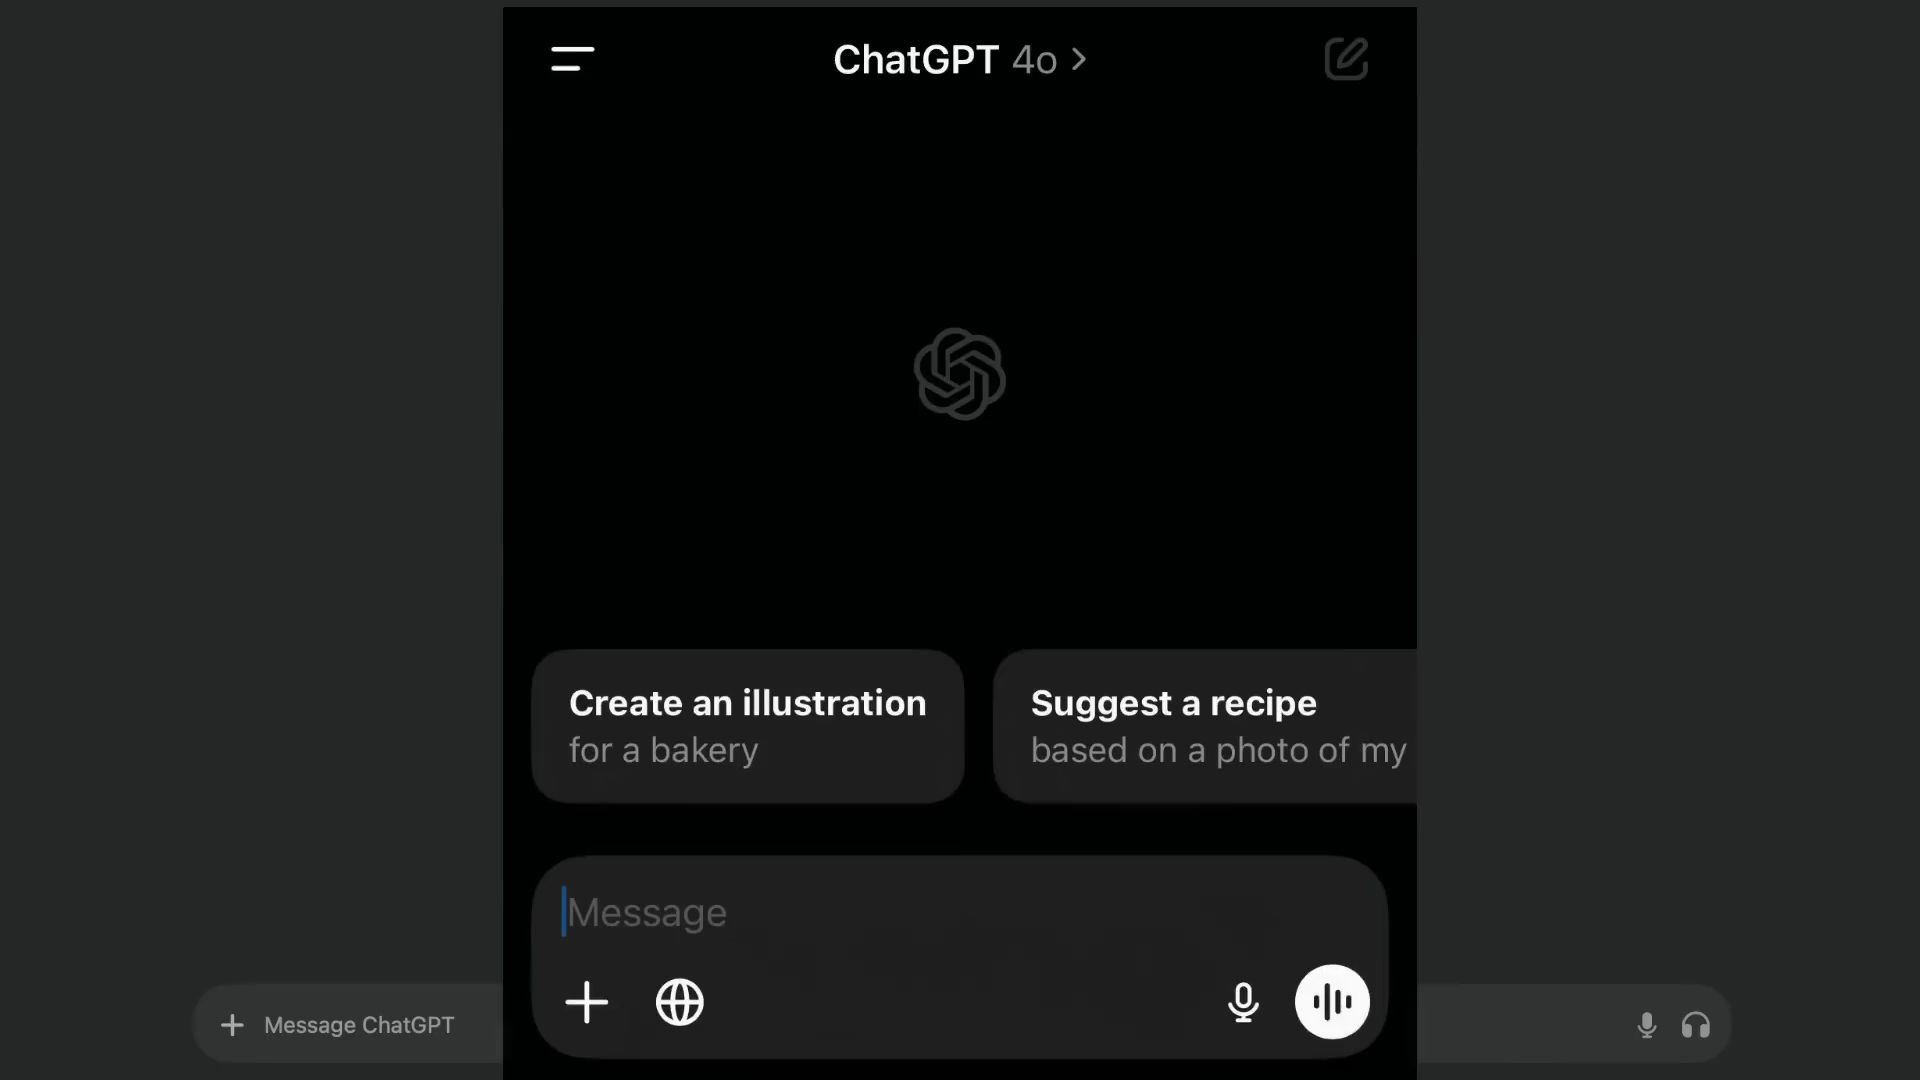 ChatGPT 4o
Create an illustration
for a bakery
Suggest a recipe
based on a photo of my
Message
Message ChatGPT